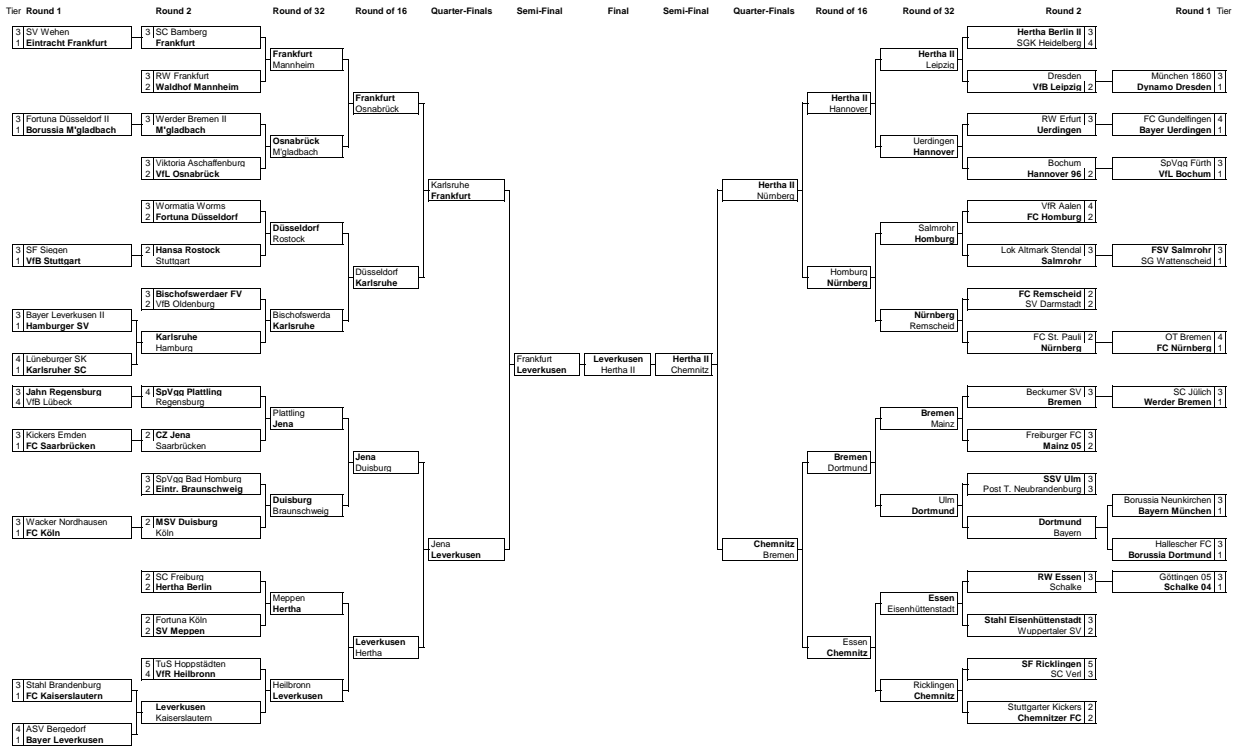 Tier Round 1 Round 2 Round of 32 Round of 16 Quarter-Finals Semi-Final Final Semi-Final Quarter-Finals Round of 16 Round of 32 Round 2 Round 1 Tier
3 SV Wehen
1 Eintracht Frankfurt
3 Fortuna Düsseldorf II
1 Borussia M'gladbach
3 SF Siegen
1 VfB Stuttgart
3 Bayer Leverkusen II
1 Hamburger SV
4 Lüneburger SK
1 Karlsruher SC
3 Jahn Regensburg
4 VfB Lübeck
3 Kickers Emden
1 FC Saarbrücken
3 Wacker Nordhausen
1 FC Köln
3 Stahl Brandenburg
1 FC Kaiserslautern
4 ASV Bergedorf
1 Bayer Leverkusen
3 SC Bamberg
Frankfurt
3 RW Frankfurt
2 Waldhof Mannheim
3 Werder Bremen II
M'gladbach
3 Viktoria Aschaffenburg
2 VfL Osnabrück
3 Wormatia Worms
2 Fortuna Düsseldorf
2 Hansa Rostock
Stuttgart
3 Bischofswerdaer FV
2 VfB Oldenburg
Karlsruhe
Hamburg
4 SpVgg Plattling
Regensburg
2 CZ Jena
Saarbrücken
3 SpVgg Bad Homburg
2 Eintr. Braunschweig
2 MSV Duisburg
Köln
2 SC Freiburg
2 Hertha Berlin
2 Fortuna Köln
2 SV Meppen
5 TuS Hoppstädten
4 VfR Heilbronn
Leverkusen
Kaiserslautern
Frankfurt
Mannheim
Osnabrück
M'gladbach
Düsseldorf
Rostock
Bischofswerda
Karlsruhe
Plattling
Jena
Duisburg
Braunschweig
Meppen
Hertha
Heilbronn
Leverkusen
Frankfurt
Osnabrück
Düsseldorf
Karlsruhe
Jena
Duisburg
Leverkusen
Hertha
Karlsruhe
Frankfurt
Jena
Leverkusen
Frankfurt
Leverkusen
Leverkusen
Hertha II
Hertha II
Chemnitz
Hertha II
Nürnberg
Chemnitz
Bremen
Hertha II
Hannover
Homburg
Nürnberg
Bremen
Dortmund
Essen
Chemnitz
Hertha II
Leipzig
Uerdingen
Hannover
Salmrohr
Homburg
Nürnberg
Remscheid
Bremen
Mainz
Ulm
Dortmund
Essen
Eisenhüttenstadt
Ricklingen
Chemnitz
Hertha Berlin II 3
SGK Heidelberg 4
Dresden
VfB Leipzig 2
RW Erfurt 3
Uerdingen
Bochum
Hannover 96 2
VfR Aalen 4
FC Homburg 2
Lok Altmark Stendal 3
Salmrohr
FC Remscheid 2
SV Darmstadt 2
FC St. Pauli 2
Nürnberg
Beckumer SV 3
Bremen
Freiburger FC 3
Mainz 05 2
SSV Ulm 3
Post T. Neubrandenburg 3
Dortmund
Bayern
RW Essen 3
Schalke
Stahl Eisenhüttenstadt 3
Wuppertaler SV 2
SF Ricklingen 5
SC Verl 3
Stuttgarter Kickers 2
Chemnitzer FC 2
München 1860 3
Dynamo Dresden 1
FC Gundelfingen 4
Bayer Uerdingen 1
SpVgg Fürth 3
VfL Bochum 1
FSV Salmrohr 3
SG Wattenscheid 1
OT Bremen 4
FC Nürnberg 1
SC Jülich 3
Werder Bremen 1
Borussia Neunkirchen 3
Bayern München 1
Hallescher FC 3
Borussia Dortmund 1
Göttingen 05 3
Schalke 04 1